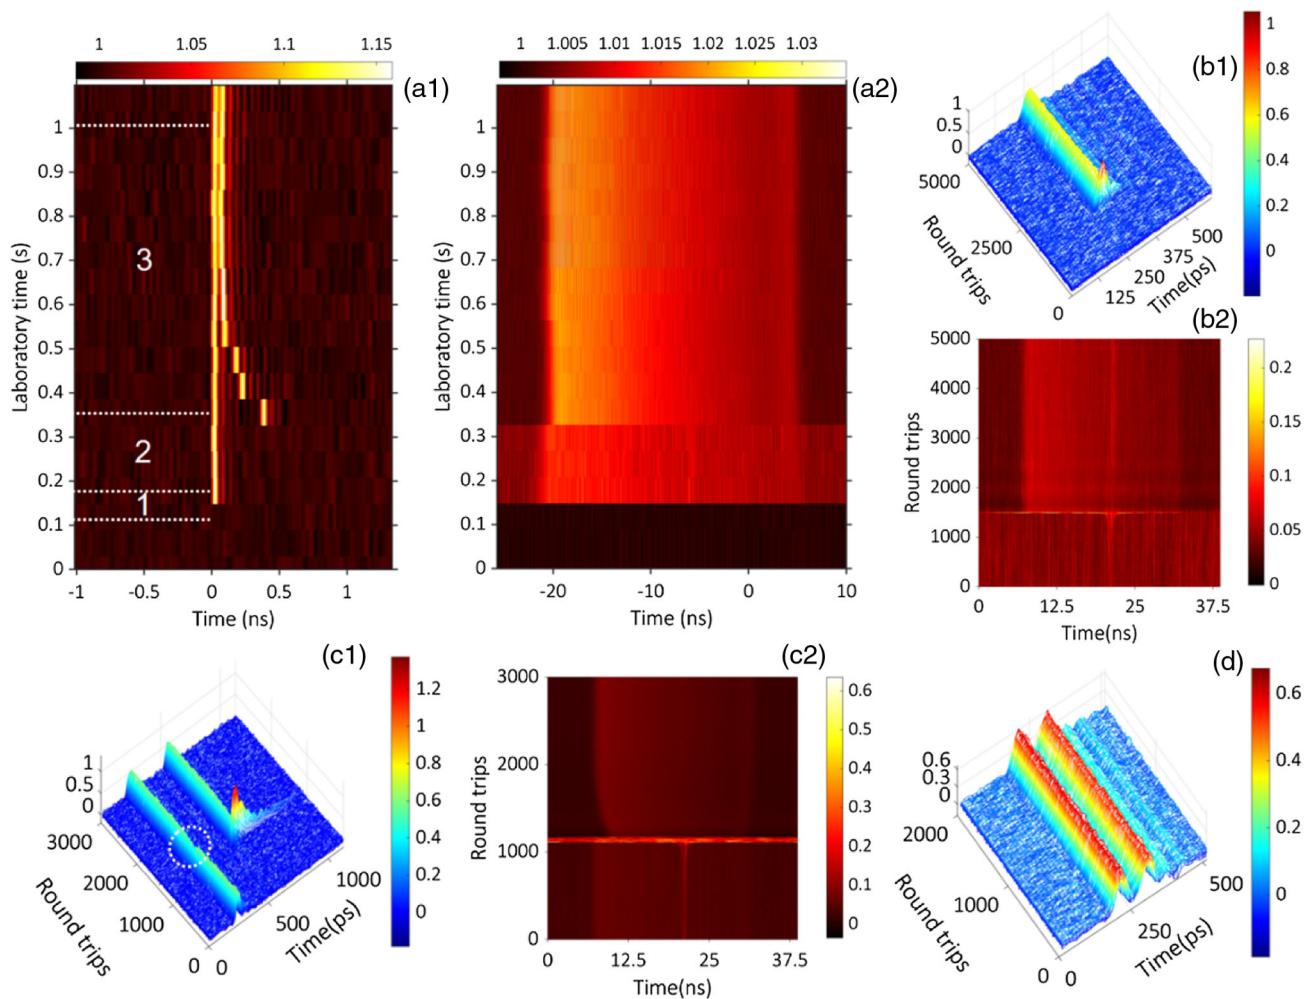 1 1.05 1.1 1.15
(a1)
1
0.9
0.8
0.7
0.6
0.5
0.4
0.3
0.2
0.1
0
Laboratory time (s)
3
2
1
-1 -0.5 0 0.5 1
Time (ns)
1 1.005 1.01 1.015 1.02 1.025 1.03
(a2)
1
0.9
0.8
0.7
0.6
0.5
0.4
0.3
0.2
0.1
0
Laboratory time (s)
-20 -10 0 10
Time (ns)
(b1)
1
0.5
0
5000
2500
0
Round trips
125 250 375 500
Time(ps)
1
0.8
0.6
0.4
0.2
0
(b2)
5000
4000
3000
2000
1000
0
Round trips
0 12.5 25 37.5
Time(ns)
0.2
0.15
0.1
0.05
0
(c1)
1
0.5
0
3000
2000
1000
0
Round trips
0 500 1000
Time(ps)
1.2
1
0.8
0.6
0.4
0.2
0
(c2)
3000
2000
1000
0
Round trips
0 12.5 25 37.5
Time(ns)
0.6
0.5
0.4
0.3
0.2
0.1
0
(d)
0.6
0.3
0
2000
1000
0
Round trips
0 250 500
Time(ps)
0.6
0.4
0.2
0